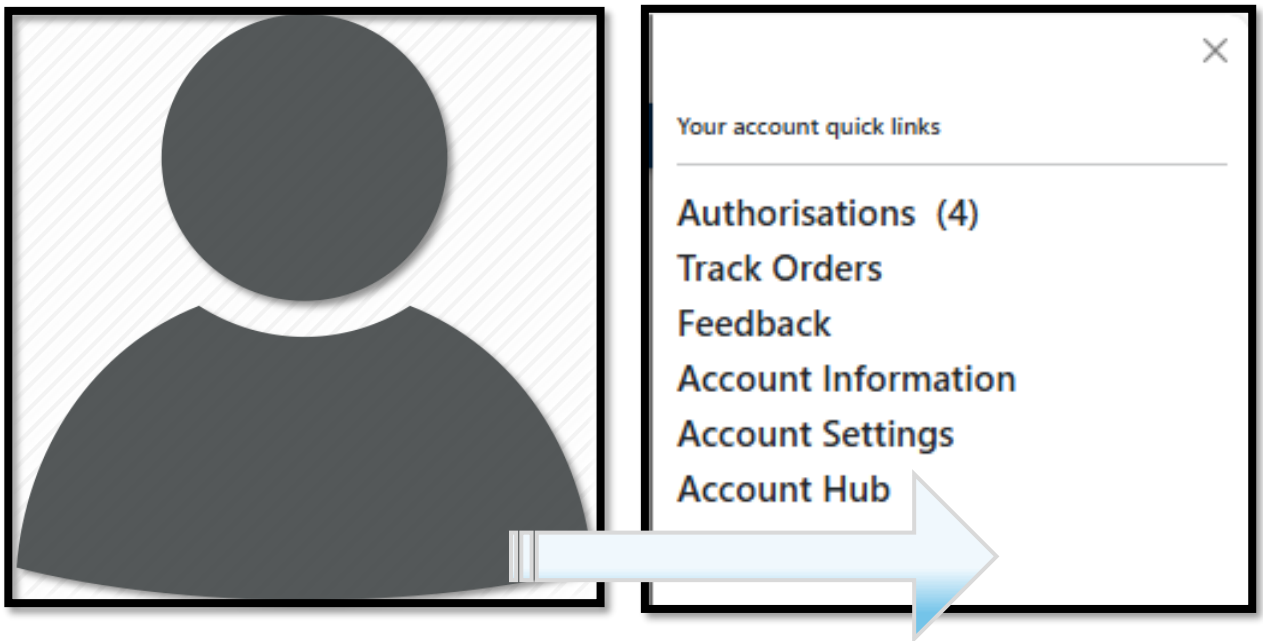 Your account quick links
Authorisations (4)
Track Orders
Feedback
Account Information
Account Settings
Account Hub